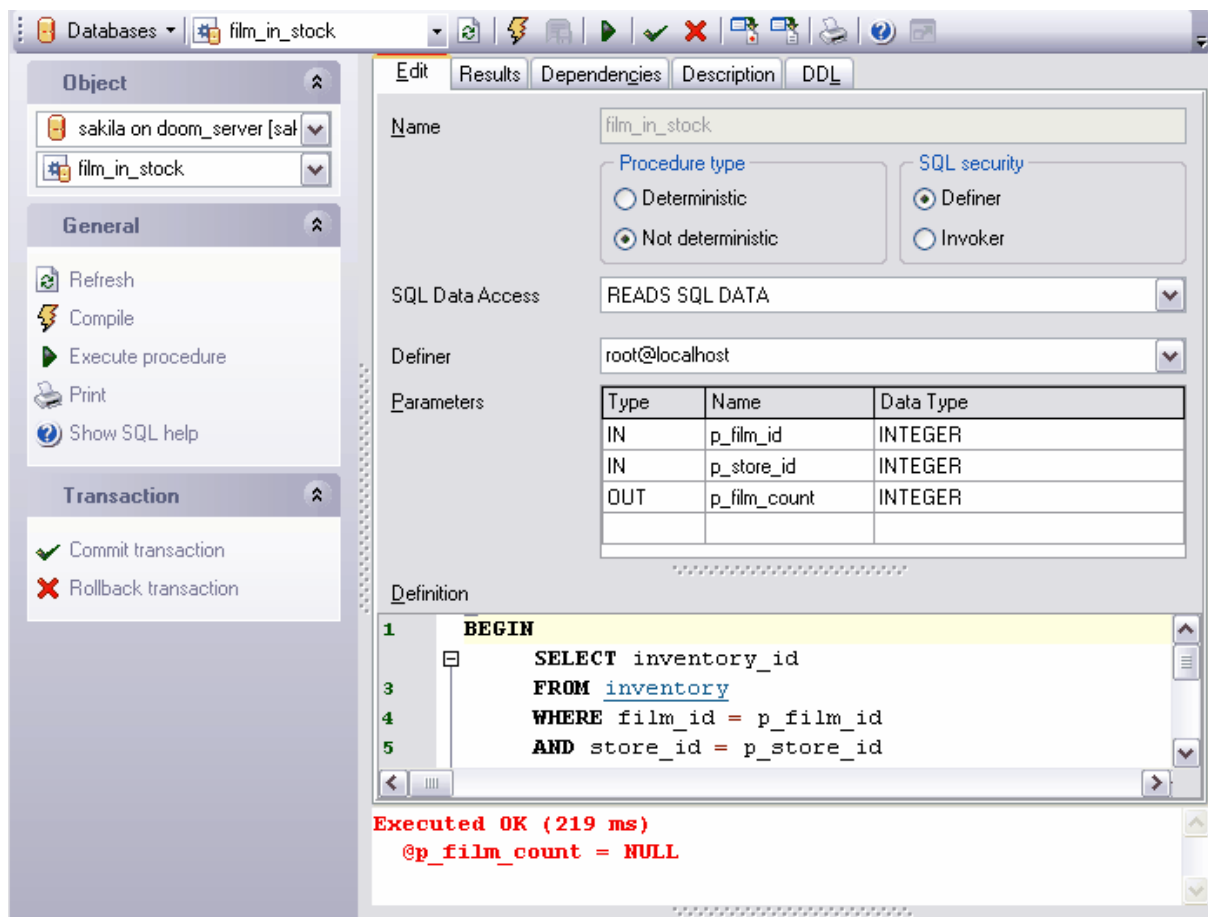 Databases film_in_stock
Object
sakila on doom_server [sal
film_in_stock
General
Refresh
Compile
Execute procedure
Print
Show SQL help
Transaction
Commit transaction
Rollback transaction
Edit Results Dependencies Description DDL
Name film_in_stock
Procedure type SQL security
Deterministic Definer
Not deterministic Invoker
SQL Data Access READS SQL DATA
Definer root@localhost
Parameters Type Name Data Type
IN p_film_id INTEGER
IN p_store_id INTEGER
OUT p_film_count INTEGER
Definition
1 BEGIN
SELECT inventory_id
3 FROM inventory
4 WHERE film_id = p_film_id
5 AND store_id = p_store_id
Executed OK (219 ms)
@p_film_count = NULL